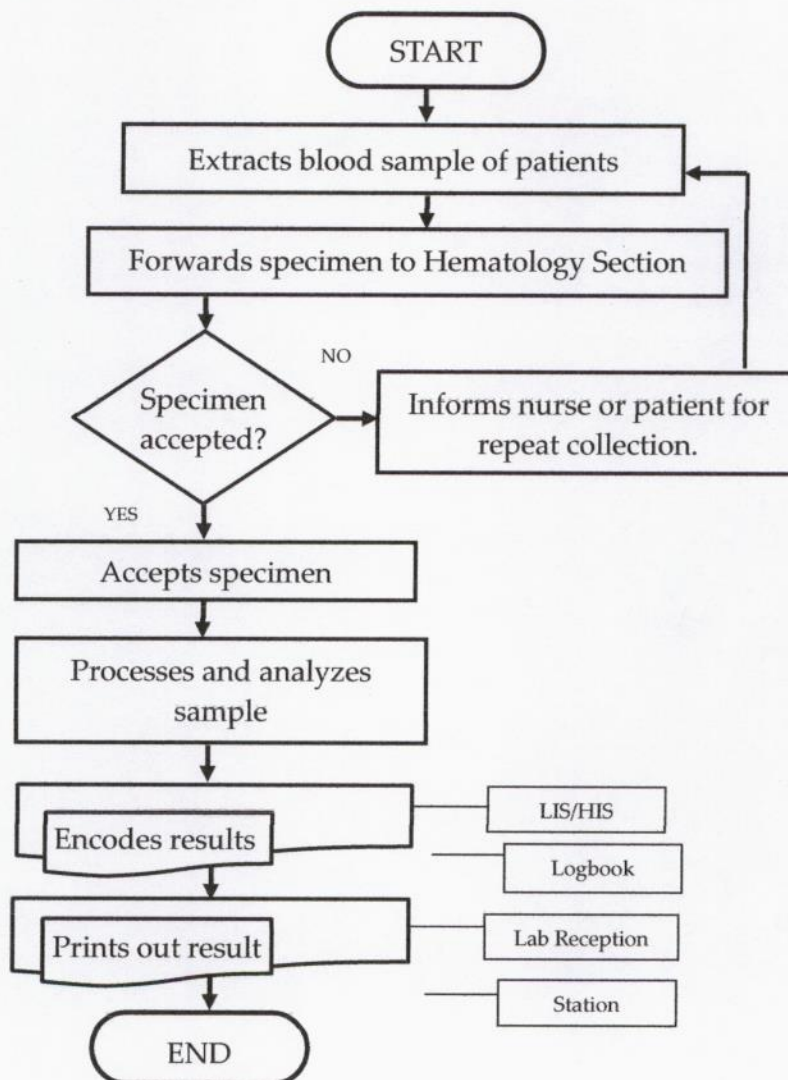 START
Extracts blood sample of patients
Forwards specimen to Hematology Section
NO
Specimen
accepted?
Informs nurse or patient for
repeat collection.
YES
Accepts specimen
Processes and analyzes
sample
Encodes results
LIS/HIS
Logbook
Prints out result
Lab Reception
Station
END